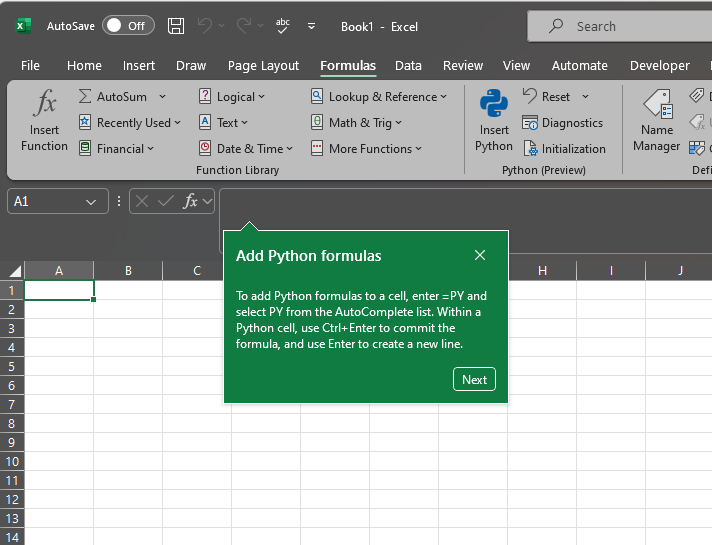 AutoSave Off abc Book1 - Excel Search
File Home Insert Draw Page Layout Formulas Data Review View Automate Developer
fx Insert Function
AutoSum
Recently Used
Financial
Logical
Text
Date & Time
Lookup & Reference
Math & Trig
More Functions
Function Library
Insert Python
Reset
Diagnostics
Initialization
Python (Preview)
Name Manager
A1 fx
Add Python formulas
To add Python formulas to a cell, enter =PY and
select PY from the AutoComplete list. Within a
Python cell, use Ctrl+Enter to commit the
formula, and use Enter to create a new line.
Next
A B C H I J
1
2
3
4
5
6
7
8
9
10
11
12
13
14